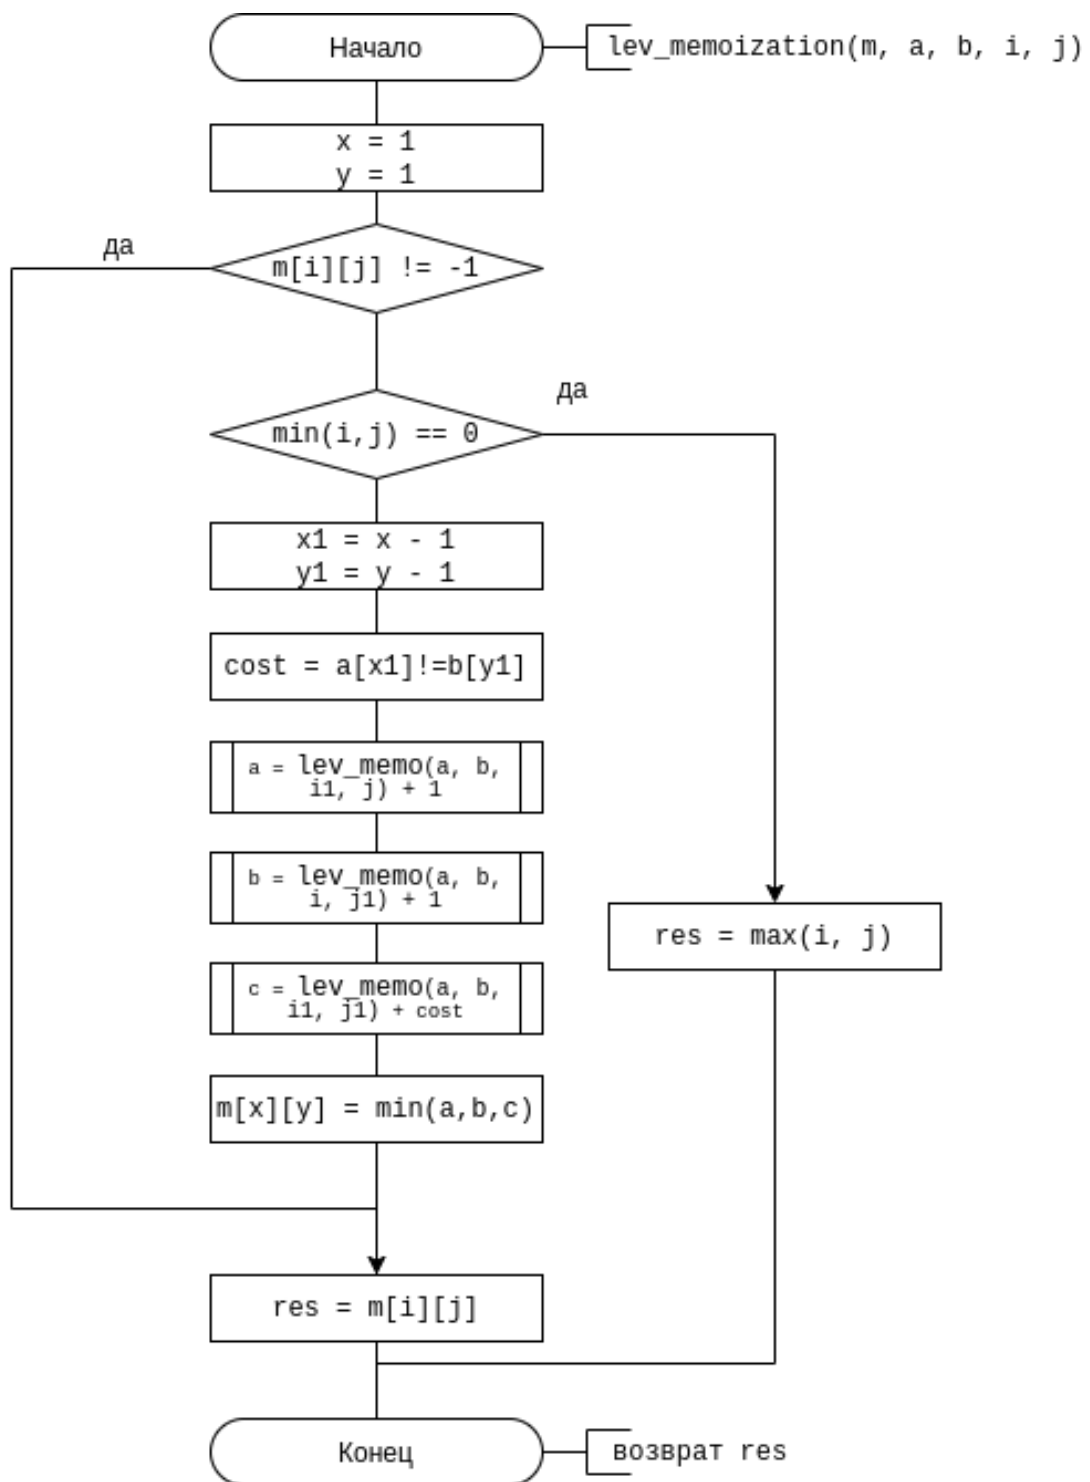 Начало
lev_memoization(m, a, b, i, j)
x = 1
y = 1
да
m[i][j] != -1
да
min(i,j) == 0
x1 = x - 1
y1 = y - 1
cost = a[x1]!=b[y1]
a = lev_memo(a, b,
i1, j) + 1
b = lev_memo(a, b,
i, j1) + 1
res = max(i, j)
c = lev_memo(a, b,
i1, j1) + cost
m[x][y] = min(a,b,c)
res = m[i][j]
Конец
возврат res